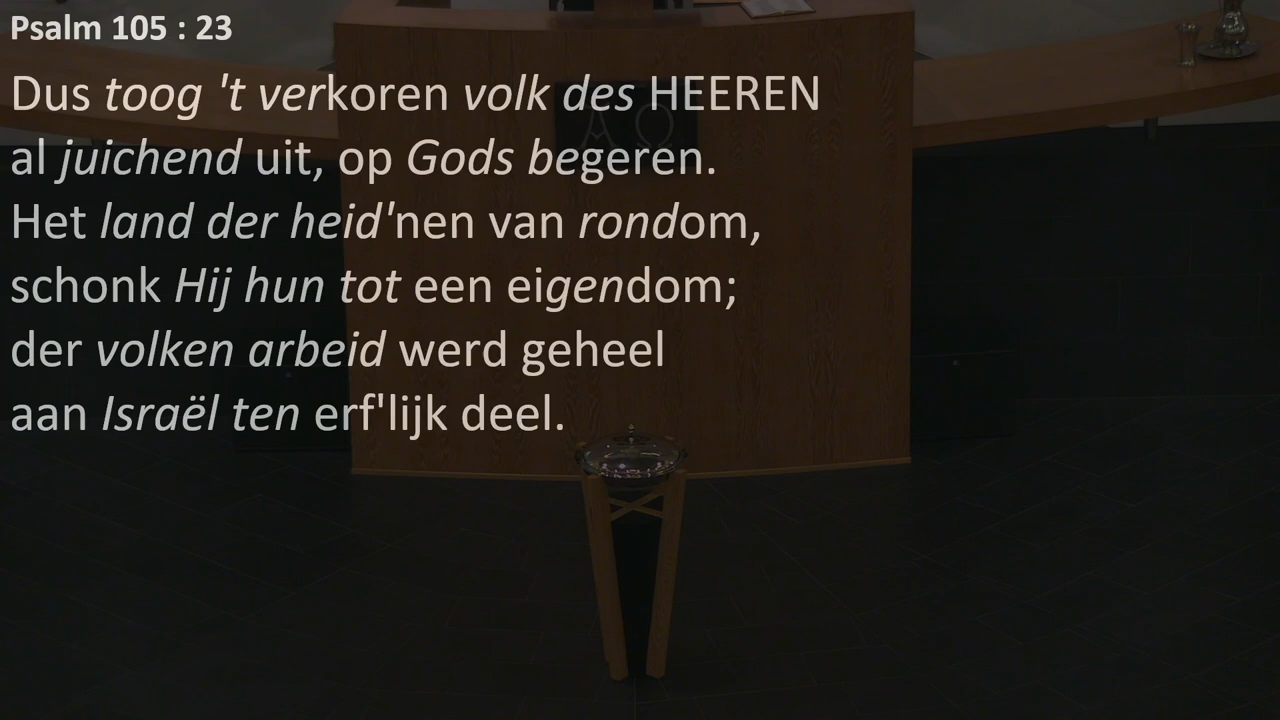 Psalm 105 : 23
Dus toog 't verkoren volk des HEEREN
al juichend uit, op Gods begeren.
Het land der heid'nen van rondom,
schonk Hij hun tot een eigendom;
der volken arbeid werd geheel
aan Israël ten erf'lijk deel.
Α Ω